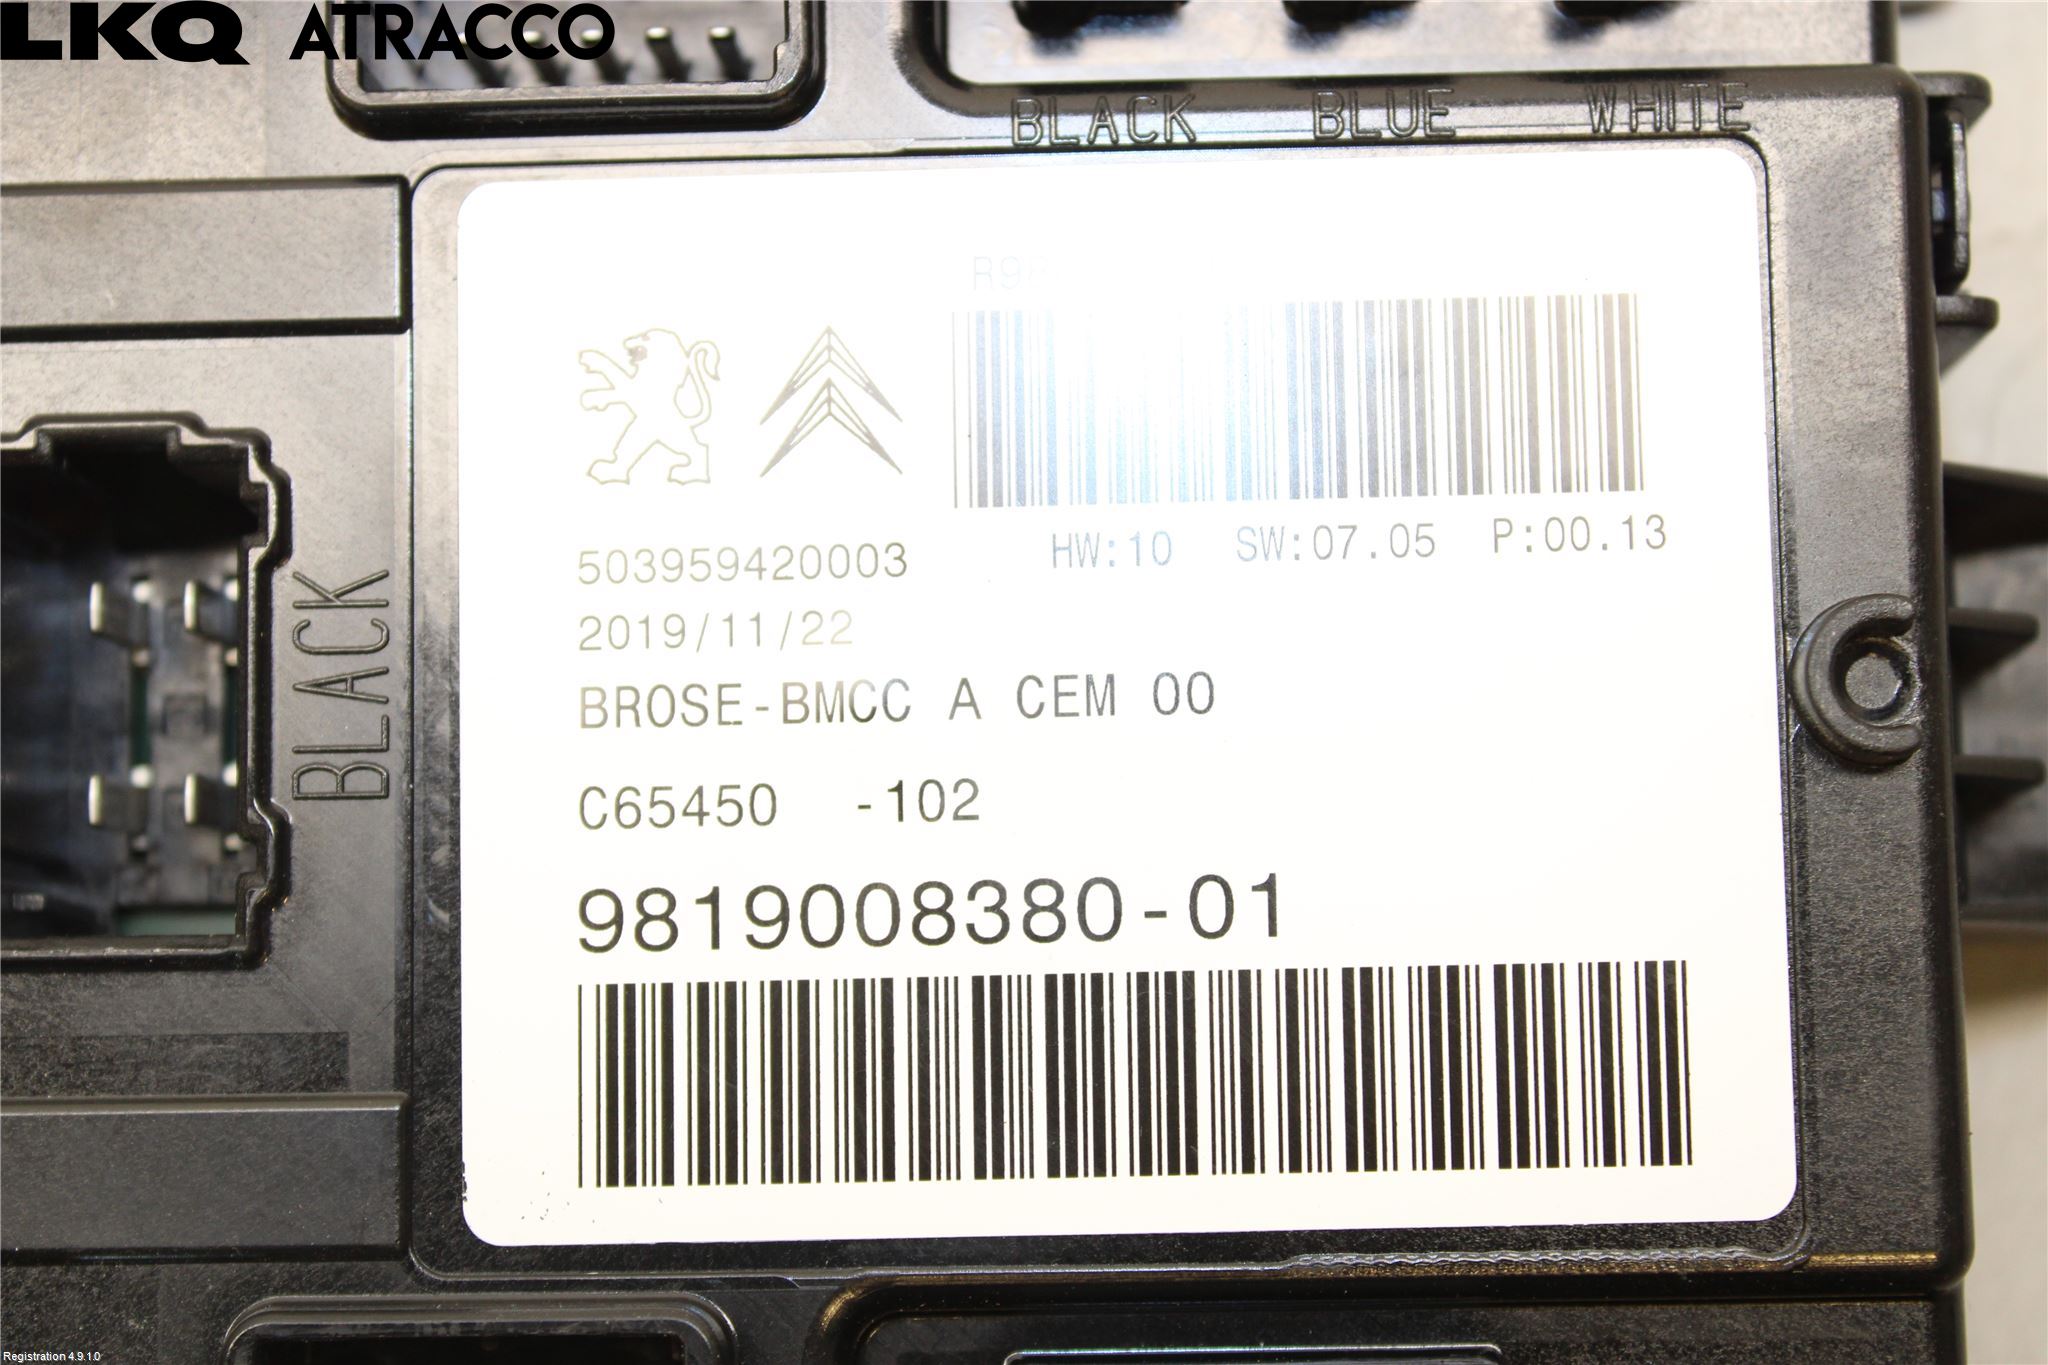 LKQ ATRACCO
BLACK BLUE WHITE
503959420003 HW:10 SW:07.05 P:00.13
2019/11/22
BLACK
BROSE-BMCC A CEM 00
C65450 -102
9819008380-01
Registration 4.9.1.0